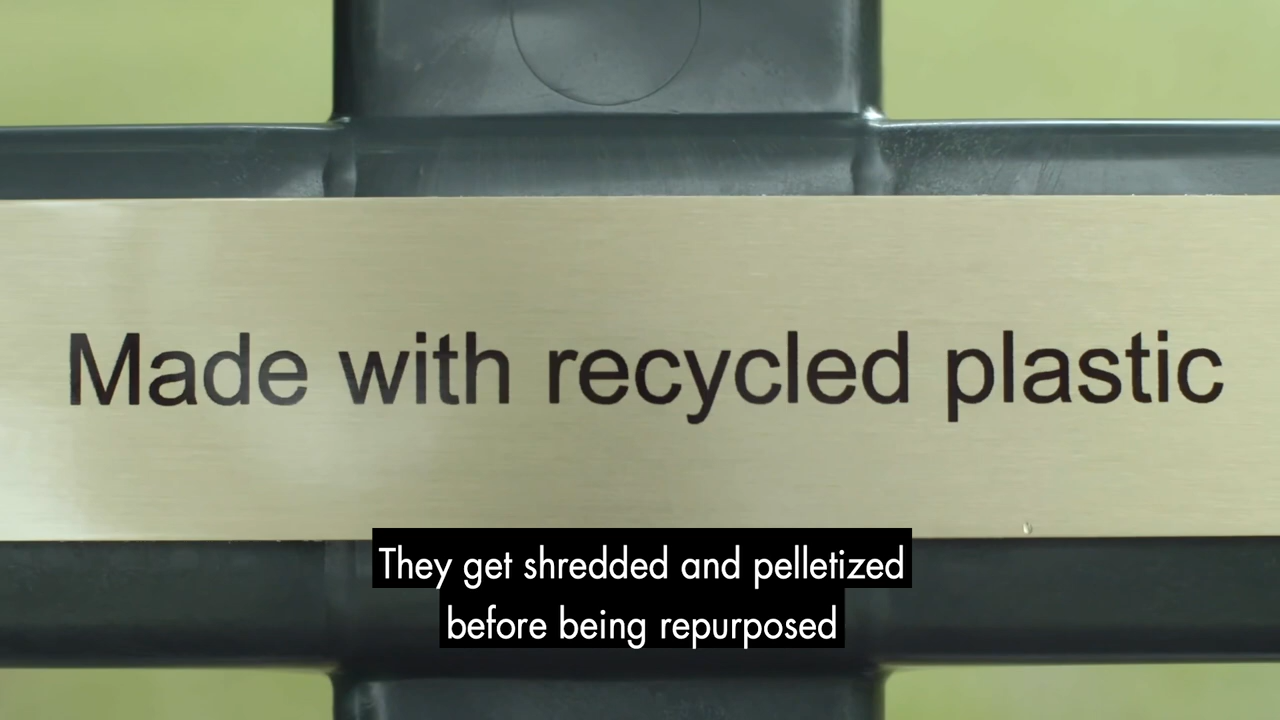 Made with recycled plastic
They get shredded and pelletized
before being repurposed